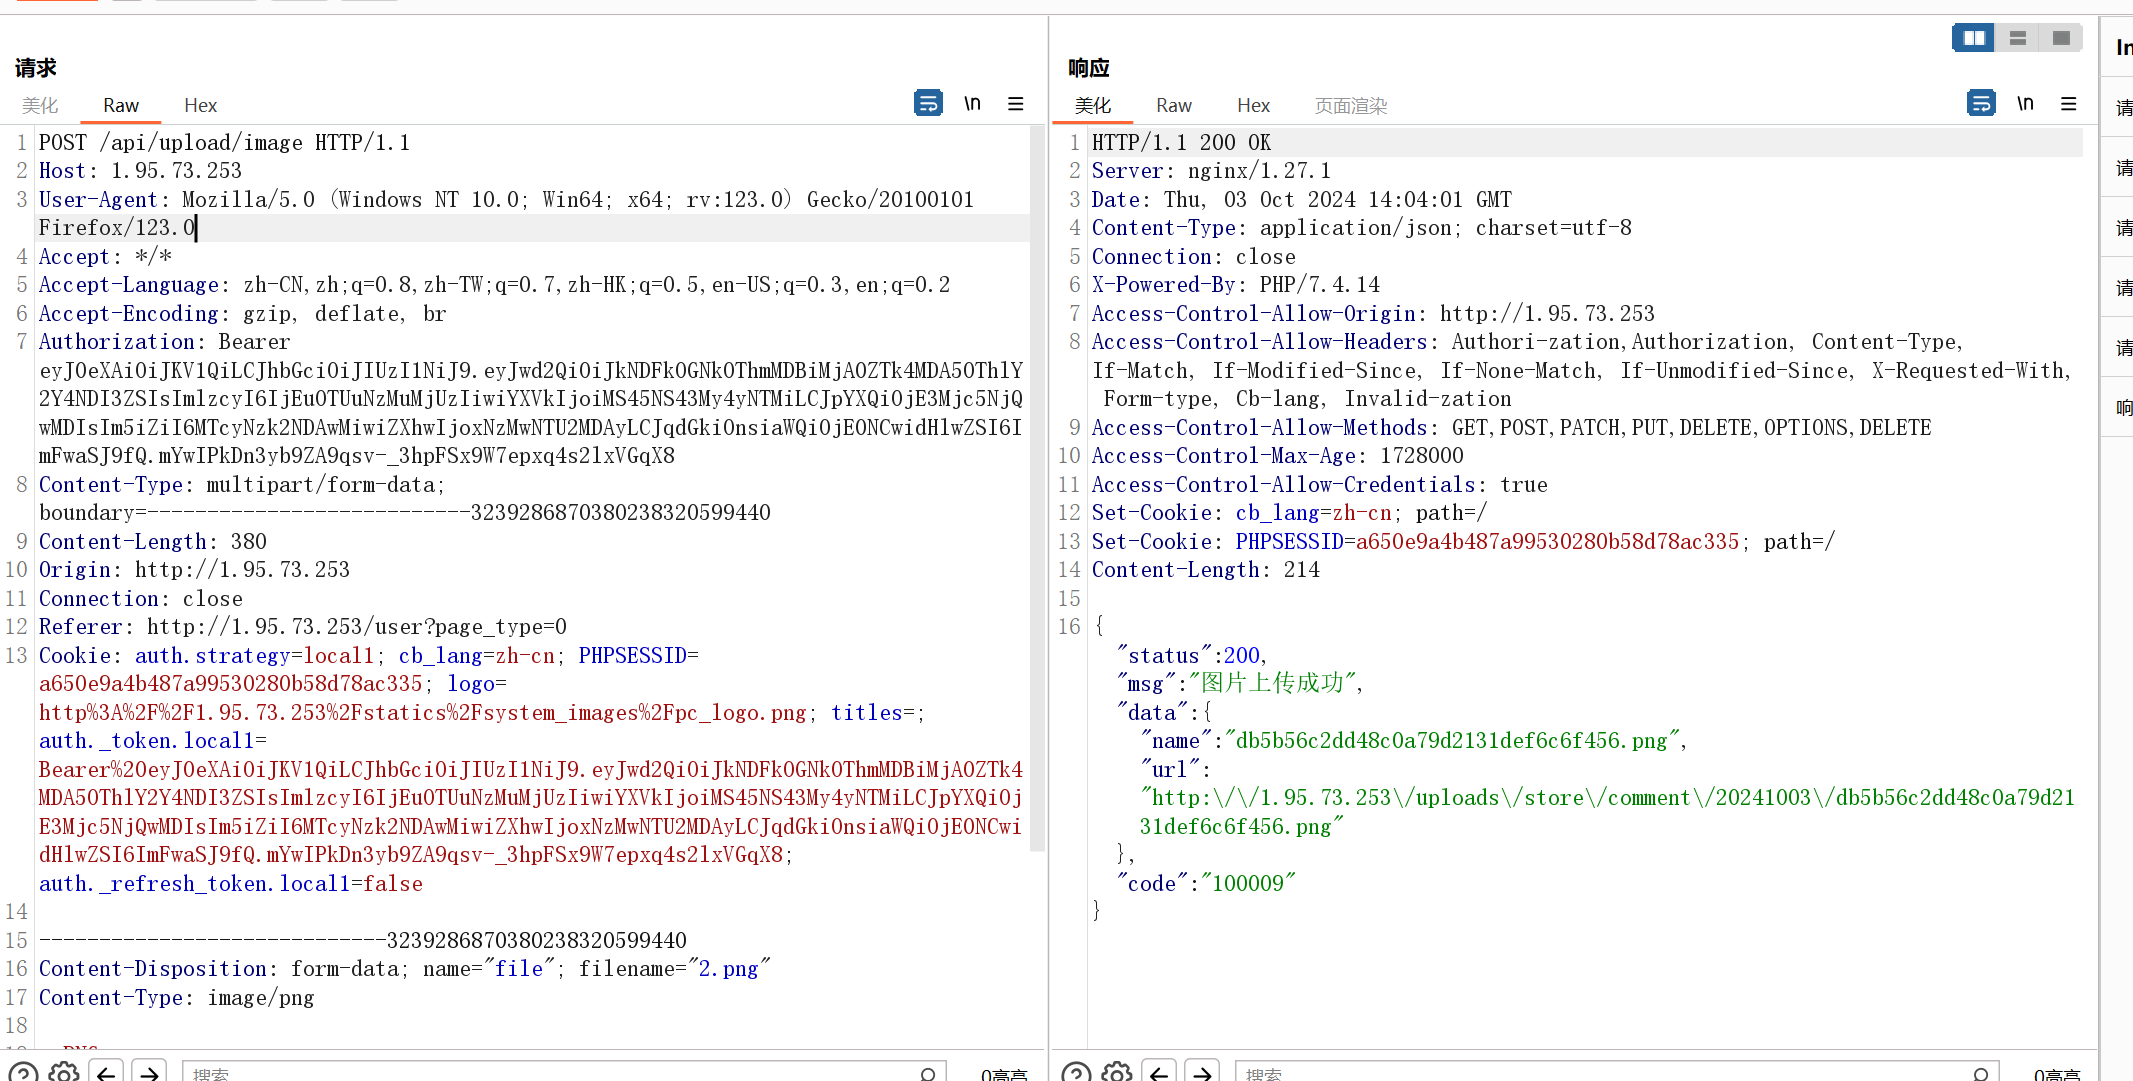 请求
美化 Raw Hex \n
1 POST /api/upload/image HTTP/1.1
2 Host: 1.95.73.253
3 User-Agent: Mozilla/5.0 (Windows NT 10.0; Win64; x64; rv:123.0) Gecko/20100101
Firefox/123.0
4 Accept: */*
5 Accept-Language: zh-CN,zh;q=0.8,zh-TW;q=0.7,zh-HK;q=0.5,en-US;q=0.3,en;q=0.2
6 Accept-Encoding: gzip, deflate, br
7 Authorization: Bearer
eyJ0eXAiOiJKV1QiLCJhbGciOiJIUzI1NiJ9.eyJwd2QiOiJkNDFkOGNkOThmMDBiMjA0ZTk4MDA5OThlY
2Y4NDI3ZSIsImlzcyI6IjEuOTUuNzMuMjUzIiwiYXVkIjoiMS45NS43My4yNTMiLCJpYXQiOjE3Mjc5NjQ
wMDIsIm5iZiI6MTcyNzk2NDAwMiwiZXhwIjoxNzMwNTU2MDAyLCJqdGkiOnsiaWQiOjE0NCwidHlwZSI6I
mFwaSJ9fQ.mYwIPkDn3yb9ZA9qsv-_3hpFSx9W7epxq4s2lxVGqX8
8 Content-Type: multipart/form-data;
boundary=---------------------------3239286870380238320599440
9 Content-Length: 380
10 Origin: http://1.95.73.253
11 Connection: close
12 Referer: http://1.95.73.253/user?page_type=0
13 Cookie: auth.strategy=local1; cb_lang=zh-cn; PHPSESSID=
a650e9a4b487a99530280b58d78ac335; logo=
http%3A%2F%2F1.95.73.253%2Fstatics%2Fsystem_images%2Fpc_logo.png; titles=;
auth._token.local1=
Bearer%20eyJ0eXAiOiJKV1QiLCJhbGciOiJIUzI1NiJ9.eyJwd2QiOiJkNDFkOGNkOThmMDBiMjA0ZTk4
MDA5OThlY2Y4NDI3ZSIsImlzcyI6IjEuOTUuNzMuMjUzIiwiYXVkIjoiMS45NS43My4yNTMiLCJpYXQiOj
E3Mjc5NjQwMDIsIm5iZiI6MTcyNzk2NDAwMiwiZXhwIjoxNzMwNTU2MDAyLCJqdGkiOnsiaWQiOjE0NCwi
dHlwZSI6ImFwaSJ9fQ.mYwIPkDn3yb9ZA9qsv-_3hpFSx9W7epxq4s2lxVGqX8;
auth._refresh_token.local1=false
14
15 -----------------------------3239286870380238320599440
16 Content-Disposition: form-data; name="file"; filename="2.png"
17 Content-Type: image/png
18
搜索 0高亮
响应
美化 Raw Hex 页面渲染 \n
1 HTTP/1.1 200 OK
2 Server: nginx/1.27.1
3 Date: Thu, 03 Oct 2024 14:04:01 GMT
4 Content-Type: application/json; charset=utf-8
5 Connection: close
6 X-Powered-By: PHP/7.4.14
7 Access-Control-Allow-Origin: http://1.95.73.253
8 Access-Control-Allow-Headers: Authori-zation,Authorization, Content-Type,
If-Match, If-Modified-Since, If-None-Match, If-Unmodified-Since, X-Requested-With,
Form-type, Cb-lang, Invalid-zation
9 Access-Control-Allow-Methods: GET,POST,PATCH,PUT,DELETE,OPTIONS,DELETE
10 Access-Control-Max-Age: 1728000
11 Access-Control-Allow-Credentials: true
12 Set-Cookie: cb_lang=zh-cn; path=/
13 Set-Cookie: PHPSESSID=a650e9a4b487a99530280b58d78ac335; path=/
14 Content-Length: 214
15
16 {
"status":200,
"msg":"图片上传成功",
"data":{
"name":"db5b56c2dd48c0a79d2131def6c6f456.png",
"url":
"http:\/\/1.95.73.253\/uploads\/store\/comment\/20241003\/db5b56c2dd48c0a79d21
31def6c6f456.png"
},
"code":"100009"
}
搜索 0高亮
In
请
请
请
请
请
响